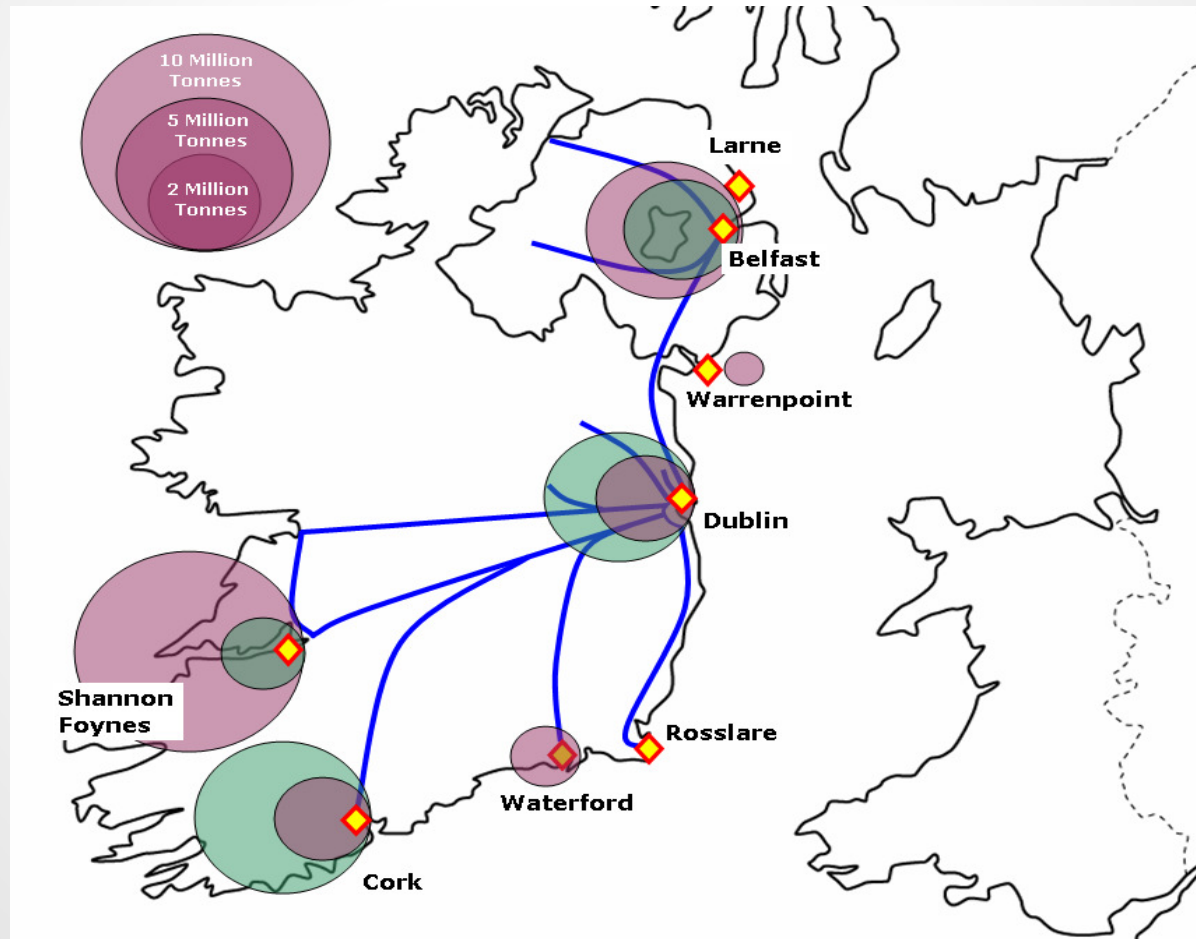 10 Million
Tonnes
5 Million
Tonnes
2 Million
Tonnes
Larne
Belfast
Warrenpoint
Dublin
Shannon
Foynes
Rosslare
Waterford
Cork